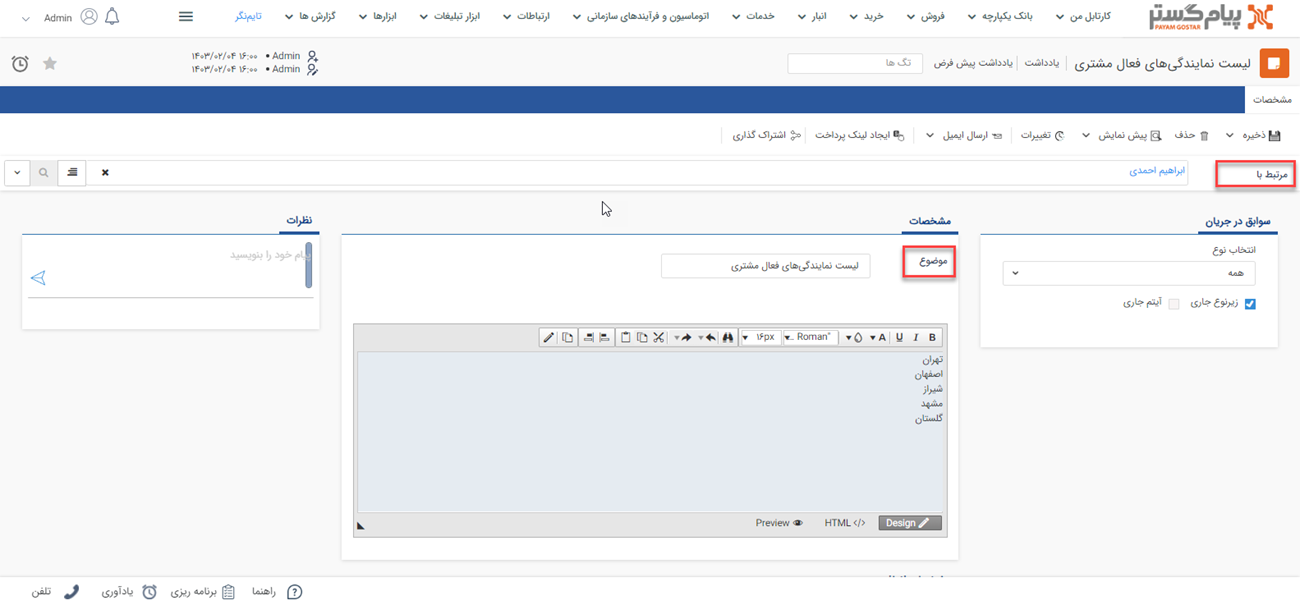 پیام‌گستر
PAYAM GOSTAR
کارتابل من
بانک یکپارچه
فروش
خرید
انبار
خدمات
اتوماسیون و فرآیندهای سازمانی
ارتباطات
ابزار تبلیغات
ابزارها
گزارش ها
تایم‌نگر
Admin
لیست نمایندگی‌های فعال مشتری
یادداشت
یادداشت پیش فرض
تگ ها
Admin • ۱۴۰۳/۰۲/۰۴ ۱۶:۰۰
Admin • ۱۴۰۳/۰۲/۰۴ ۱۶:۰۰
مشخصات
ذخیره
حذف
پیش نمایش
تغییرات
ارسال ایمیل
ایجاد لینک پرداخت
اشتراک گذاری
مرتبط با
ابراهیم احمدی
سوابق در جریان
انتخاب نوع
همه
زیرنوع جاری
آیتم جاری
مشخصات
موضوع
لیست نمایندگی‌های فعال مشتری
B I U A
Roman" ...
۱۶px
تهران
اصفهان
شیراز
مشهد
گلستان
Design
HTML </>
Preview
نظرات
پیام خود را بنویسید
راهنما
برنامه ریزی
یادآوری
تلفن